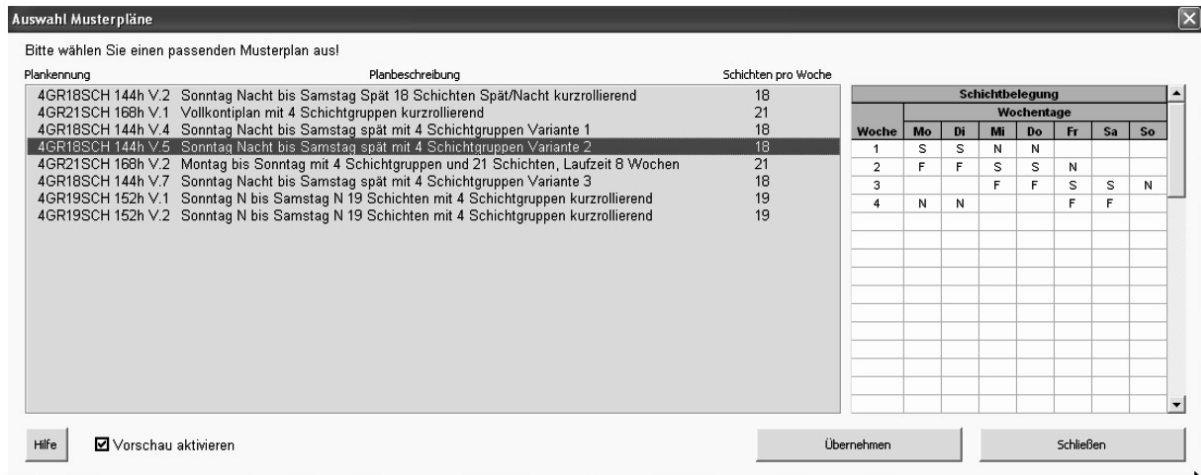 Auswahl Musterpläne
Bitte wählen Sie einen passenden Musterplan aus!
Plankennung Planbeschreibung Schichten pro Woche
4GR18SCH 144h V.2 Sonntag Nacht bis Samstag Spät 18 Schichten Spät/Nacht kurzrollierend 18
4GR21SCH 168h V.1 Vollkontiplan mit 4 Schichtgruppen kurzrollierend 21
4GR18SCH 144h V.4 Sonntag Nacht bis Samstag spät mit 4 Schichtgruppen Variante 1 18
4GR18SCH 144h V.5 Sonntag Nacht bis Samstag spät mit 4 Schichtgruppen Variante 2 18
4GR21SCH 168h V.2 Montag bis Sonntag mit 4 Schichtgruppen und 21 Schichten, Laufzeit 8 Wochen 21
4GR18SCH 144h V.7 Sonntag Nacht bis Samstag spät mit 4 Schichtgruppen Variante 3 18
4GR19SCH 152h V.1 Sonntag N bis Samstag N 19 Schichten mit 4 Schichtgruppen kurzrollierend 19
4GR19SCH 152h V.2 Sonntag N bis Samstag N 19 Schichten mit 4 Schichtgruppen kurzrollierend 19
Schichtbelegung
Wochentage
Woche Mo Di Mi Do Fr Sa So
1 S S N N
2 F F S S N
3 F F S S N
4 N N F F
Hilfe Vorschau aktivieren Übernehmen Schließen